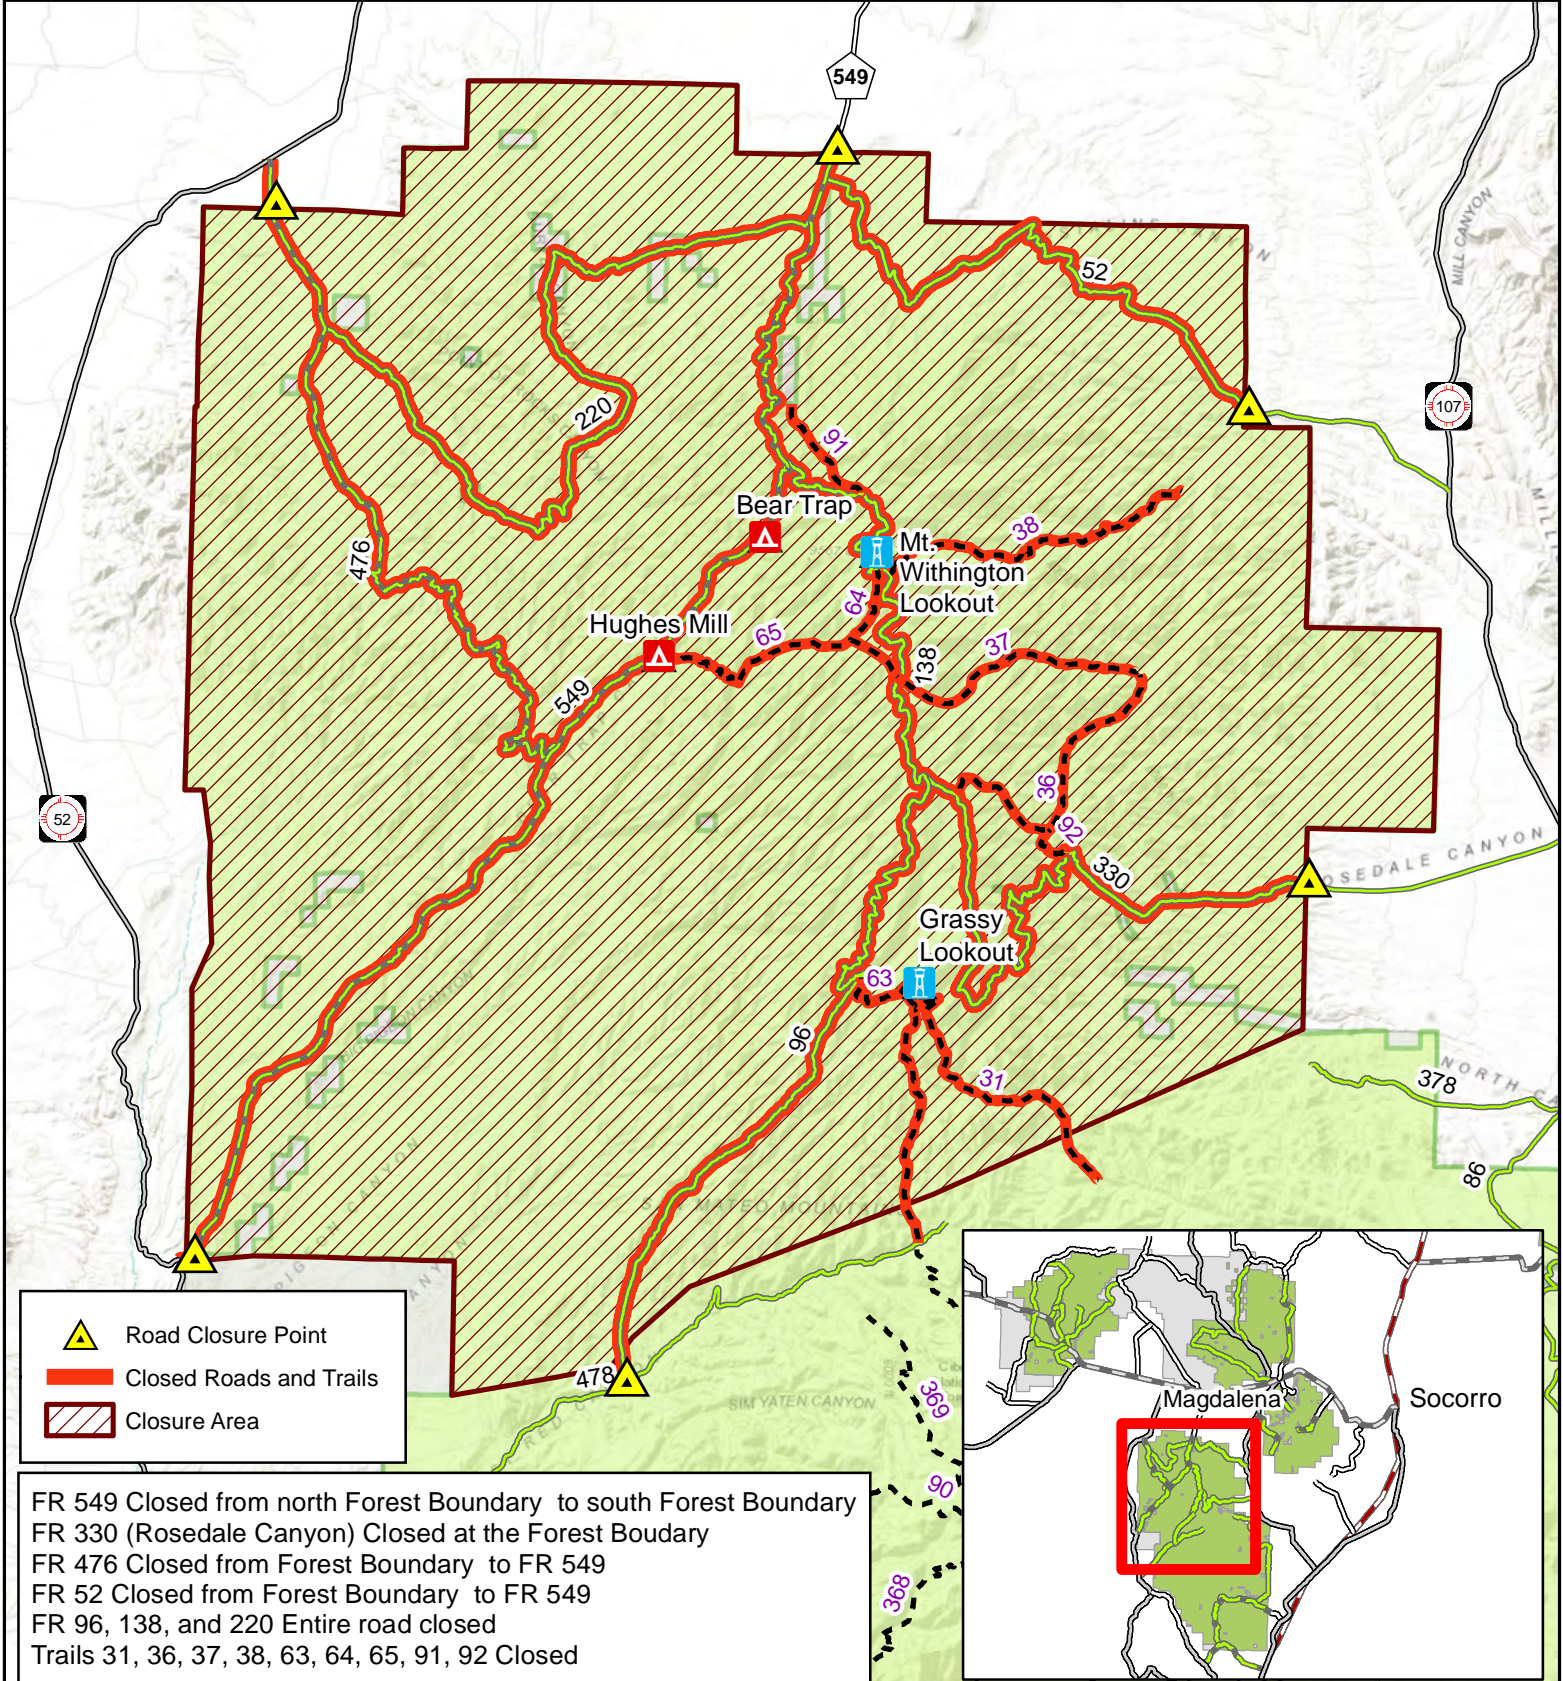 549
MILL CANYON
52
107
220
91
Bear Trap
38
Mt.
Withington
Lookout
476
64
Hughes Mill
65
37
138
549
36
92
52
330
ROSEDALE CANYON
Grassy
Lookout
63
96
31
378
NORTH CA
86
SAN MATEO MOUNTAINS
478
SIM YATEN CANYON
369
90
368
Road Closure Point
Closed Roads and Trails
Closure Area
Magdalena
Socorro
FR 549 Closed from north Forest Boundary to south Forest Boundary
FR 330 (Rosedale Canyon) Closed at the Forest Boudary
FR 476 Closed from Forest Boundary to FR 549
FR 52 Closed from Forest Boundary to FR 549
FR 96, 138, and 220 Entire road closed
Trails 31, 36, 37, 38, 63, 64, 65, 91, 92 Closed